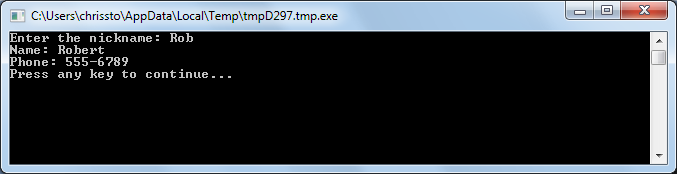 C:\Users\chrissto\AppData\Local\Temp\tmpD297.tmp.exe
Enter the nickname: Rob
Name: Robert
Phone: 555-6789
Press any key to continue...